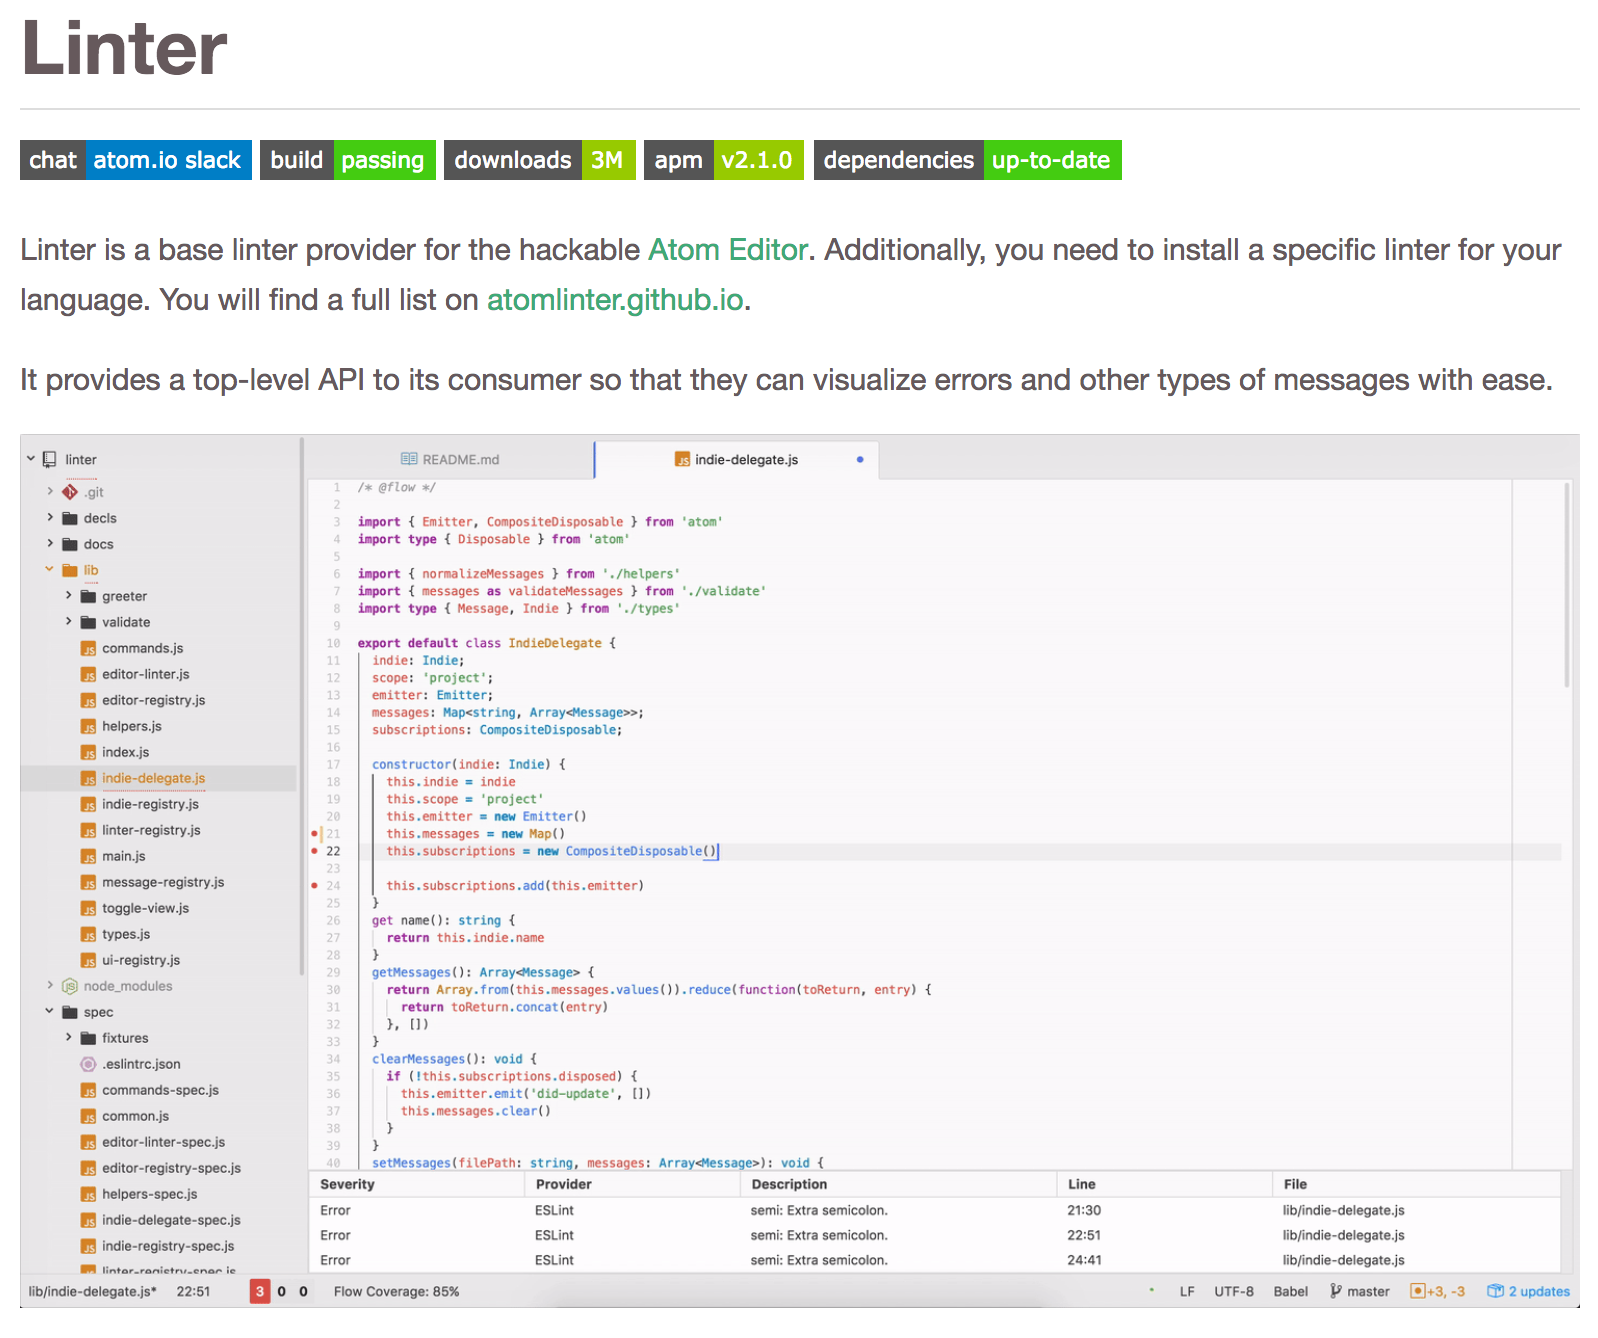 Linter
chat atom.io slack build passing downloads 3M apm v2.1.0 dependencies up-to-date
Linter is a base linter provider for the hackable Atom Editor. Additionally, you need to install a specific linter for your
language. You will find a full list on atomlinter.github.io.
It provides a top-level API to its consumer so that they can visualize errors and other types of messages with ease.
linter
.git
decls
docs
lib
greeter
validate
commands.js
editor-linter.js
editor-registry.js
helpers.js
index.js
indie-delegate.js
indie-registry.js
linter-registry.js
main.js
message-registry.js
toggle-view.js
types.js
ui-registry.js
node_modules
spec
fixtures
.eslintrc.json
commands-spec.js
common.js
editor-linter-spec.js
editor-registry-spec.js
helpers-spec.js
indie-delegate-spec.js
indie-registry-spec.js
linter-registry-spec.js
README.md
indie-delegate.js
1 /* @flow */
2
3 import { Emitter, CompositeDisposable } from 'atom'
4 import type { Disposable } from 'atom'
5
6 import { normalizeMessages } from './helpers'
7 import { messages as validateMessages } from './validate'
8 import type { Message, Indie } from './types'
9
10 export default class IndieDelegate {
11 indie: Indie;
12 scope: 'project';
13 emitter: Emitter;
14 messages: Map<string, Array<Message>>;
15 subscriptions: CompositeDisposable;
16
17 constructor(indie: Indie) {
18 this.indie = indie
19 this.scope = 'project'
20 this.emitter = new Emitter()
21 this.messages = new Map()
22 this.subscriptions = new CompositeDisposable()
23
24 this.subscriptions.add(this.emitter)
25 }
26 get name(): string {
27 return this.indie.name
28 }
29 getMessages(): Array<Message> {
30 return Array.from(this.messages.values()).reduce(function(toReturn, entry) {
31 return toReturn.concat(entry)
32 }, [])
33 }
34 clearMessages(): void {
35 if (!this.subscriptions.disposed) {
36 this.emitter.emit('did-update', [])
37 this.messages.clear()
38 }
39 }
40 setMessages(filePath: string, messages: Array<Message>): void {
Severity Provider Description Line File
Error ESLint semi: Extra semicolon. 21:30 lib/indie-delegate.js
Error ESLint semi: Extra semicolon. 22:51 lib/indie-delegate.js
Error ESLint semi: Extra semicolon. 24:41 lib/indie-delegate.js
lib/indie-delegate.js* 22:51 3 0 0 Flow Coverage: 85% LF UTF-8 Babel master +3, -3 2 updates